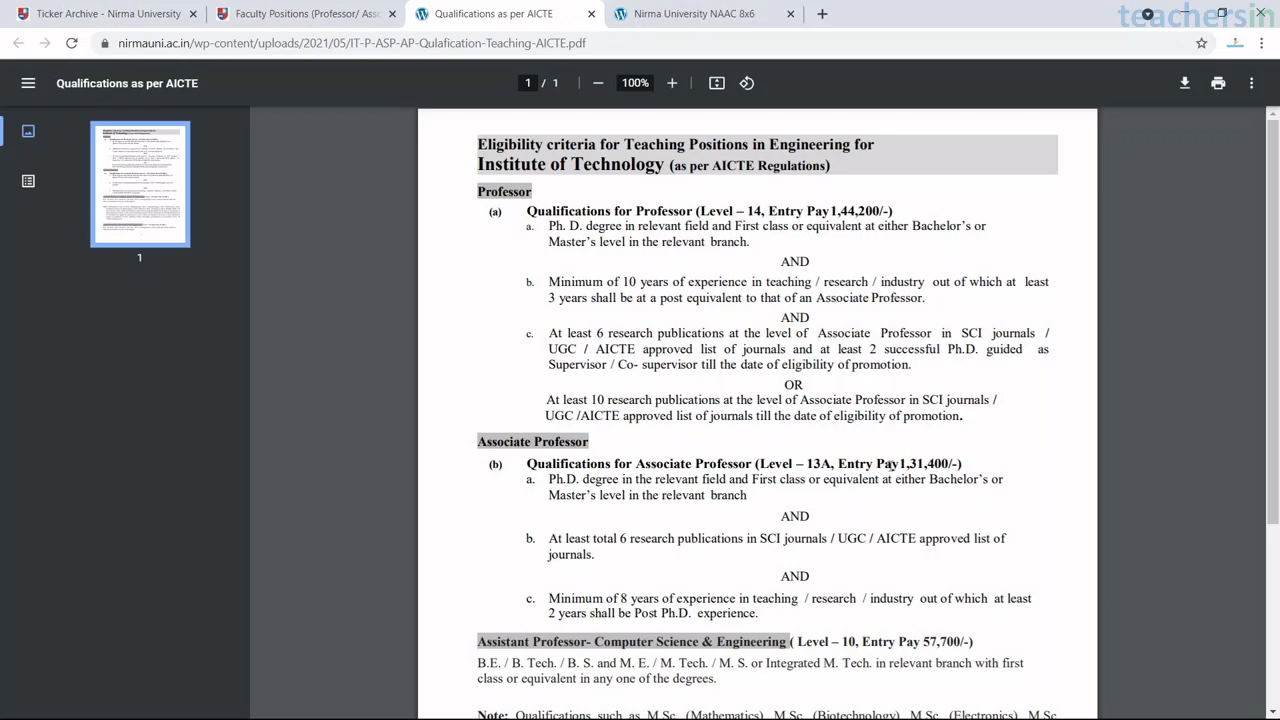 Ticker Archive - Nirma University
Faculty Positions (Professor/ Asso
Qualifications as per AICTE
Nirma University NAAC 8x6
teachersin
nirmauni.ac.in/wp-content/uploads/2021/05/IT-P-ASP-AP-Qulafication-Teaching-AICTE.pdf
Qualifications as per AICTE
1 / 1
100%
1
Eligibility criteria for Teaching Positions in Engineering for
Institute of Technology (as per AICTE Regulations)
Professor
(a) Qualifications for Professor (Level – 14, Entry Pay 1,44,200/-)
a. Ph. D. degree in relevant field and First class or equivalent at either Bachelor’s or
Master’s level in the relevant branch.
AND
b. Minimum of 10 years of experience in teaching / research / industry out of which at least
3 years shall be at a post equivalent to that of an Associate Professor.
AND
c. At least 6 research publications at the level of Associate Professor in SCI journals /
UGC / AICTE approved list of journals and at least 2 successful Ph.D. guided as
Supervisor / Co- supervisor till the date of eligibility of promotion.
OR
At least 10 research publications at the level of Associate Professor in SCI journals /
UGC /AICTE approved list of journals till the date of eligibility of promotion.
Associate Professor
(b) Qualifications for Associate Professor (Level – 13A, Entry Pay1,31,400/-)
a. Ph.D. degree in the relevant field and First class or equivalent at either Bachelor’s or
Master’s level in the relevant branch
AND
b. At least total 6 research publications in SCI journals / UGC / AICTE approved list of
journals.
AND
c. Minimum of 8 years of experience in teaching / research / industry out of which at least
2 years shall be Post Ph.D. experience.
Assistant Professor- Computer Science & Engineering ( Level – 10, Entry Pay 57,700/-)
B.E. / B. Tech. / B. S. and M. E. / M. Tech. / M. S. or Integrated M. Tech. in relevant branch with first
class or equivalent in any one of the degrees.
Note: Qualifications such as M.Sc. (Mathematics), M.Sc. (Biotechnology), M.Sc. (Electronics), M.Sc.